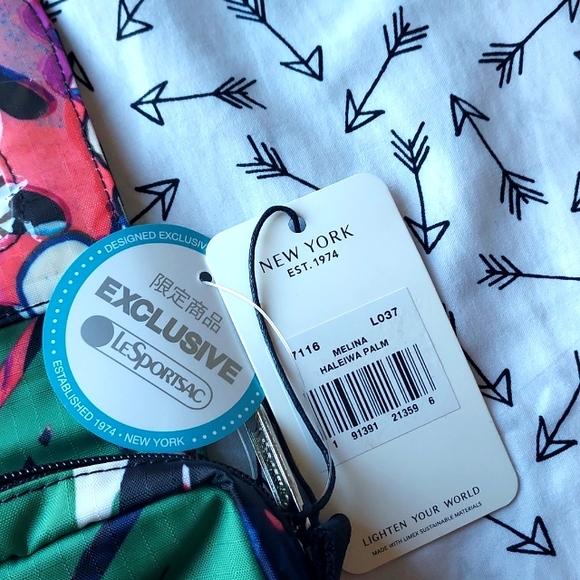 DESIGNED EXCLUSIVE
限定商品
EXCLUSIVE
LeSportsac
ESTABLISHED 1974 • NEW YORK
NEW YORK
EST. 1974
7116 L037
MELINA
HALEIWA PALM
1 91391 21359 6
LIGHTEN YOUR WORLD
MADE WITH LIMEX SUSTAINABLE MATERIALS